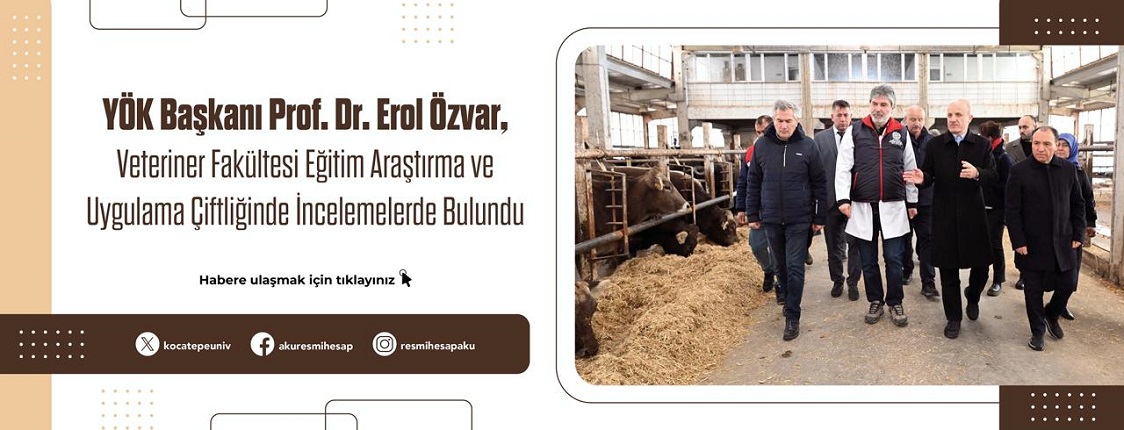 YÖK Başkanı Prof. Dr. Erol Özvar,
Veteriner Fakültesi Eğitim Araştırma ve
Uygulama Çiftliğinde İncelemelerde Bulundu
Habere ulaşmak için tıklayınız
kocatepeuniv akuresmihesap resmihesapaku